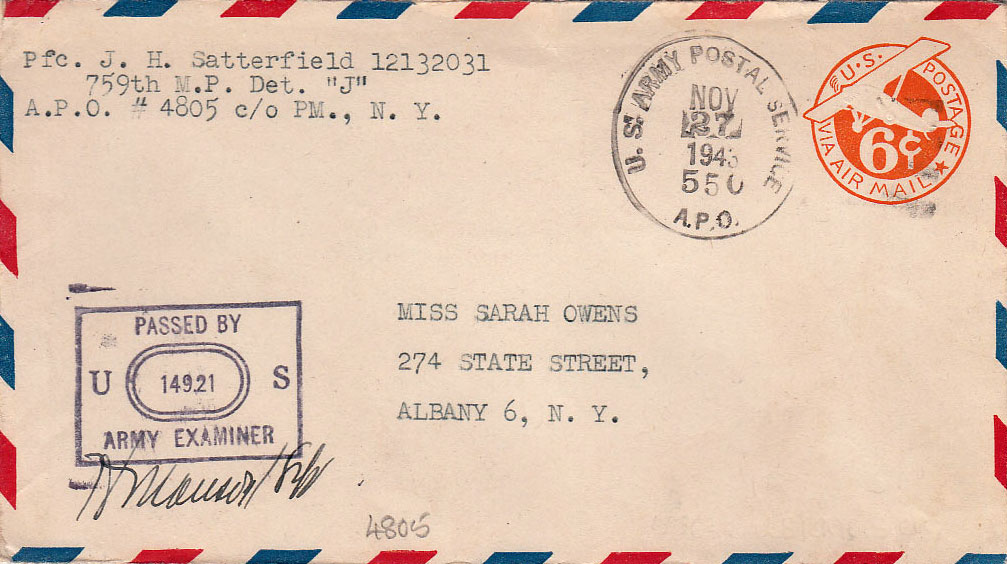 Pfc. J. H. Satterfield 12132031
759th M.P. Det. "J"
A.P.O. # 4805 c/o PM., N. Y.
U.S. ARMY POSTAL SERVICE
NOV
27
1943
550
A.P.O.
U.S. POSTAGE
6¢
VIA AIR MAIL
PASSED BY
U 14921 S
ARMY EXAMINER
MISS SARAH OWENS
274 STATE STREET,
ALBANY 6, N. Y.
4805